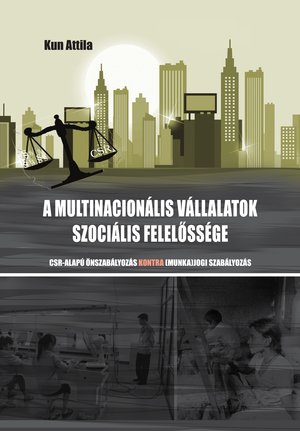 Kun Attila
CSR
A MULTINACIONÁLIS VÁLLALATOK
SZOCIÁLIS FELELŐSSÉGE
CSR-ALAPÚ ÖNSZABÁLYOZÁS KONTRA (MUNKA)JOGI SZABÁLYOZÁS